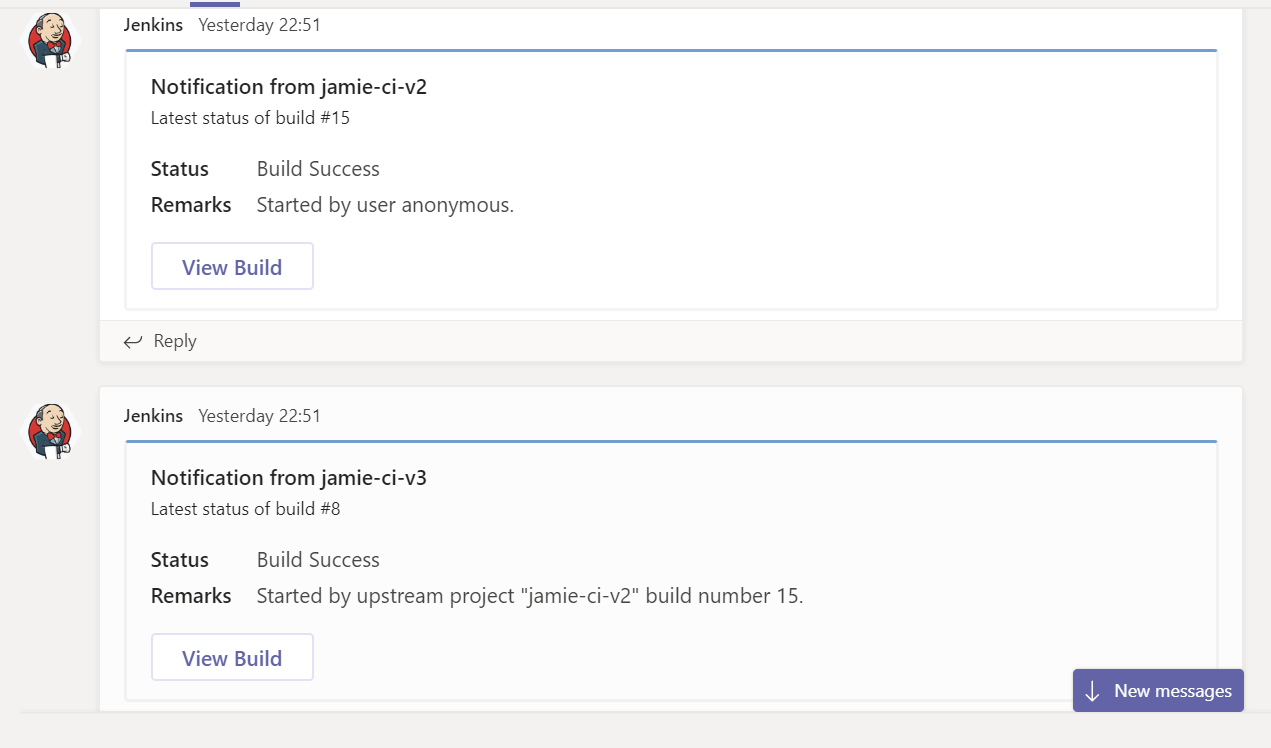 Jenkins Yesterday 22:51
Notification from jamie-ci-v2
Latest status of build #15
Status Build Success
Remarks Started by user anonymous.
View Build
Reply
Jenkins Yesterday 22:51
Notification from jamie-ci-v3
Latest status of build #8
Status Build Success
Remarks Started by upstream project "jamie-ci-v2" build number 15.
View Build
New messages